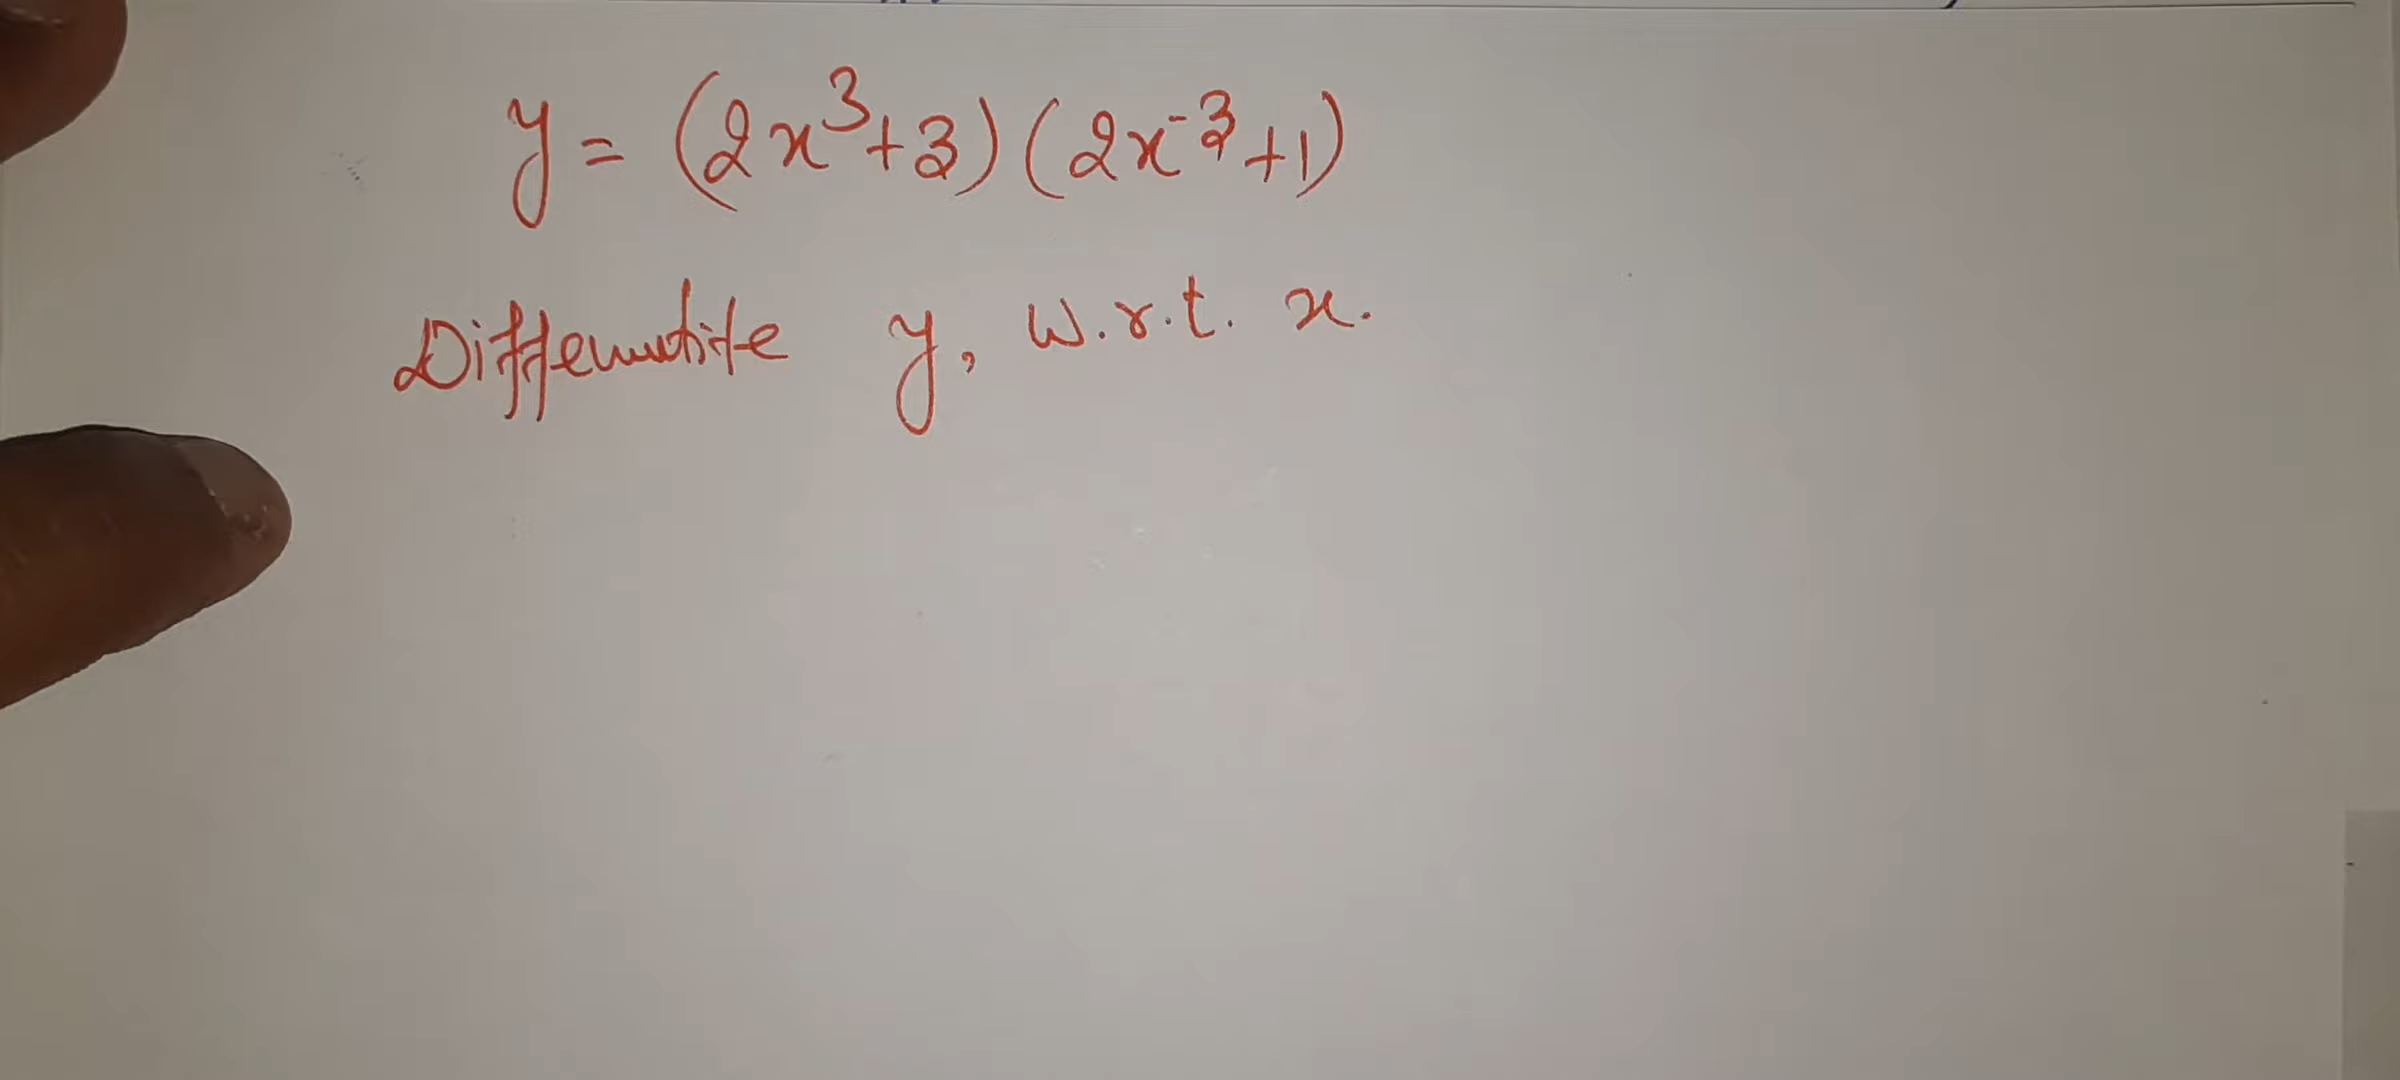 y = (2x³+3)(2x⁻³+1)
Differentiate y, w.r.t. x.